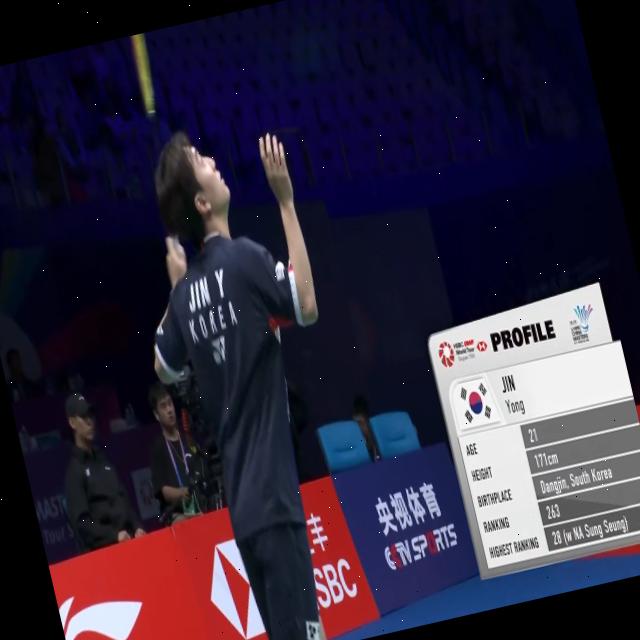 JIN Y
KOREA
PROFILE
JIN
Yong
AGE 21
HEIGHT 171cm
BIRTHPLACE Dangjin, South Korea
RANKING 263
HIGHEST RANKING 28 (w NA Sung Seung)
央视体育
CCTV SPORTS
SBC